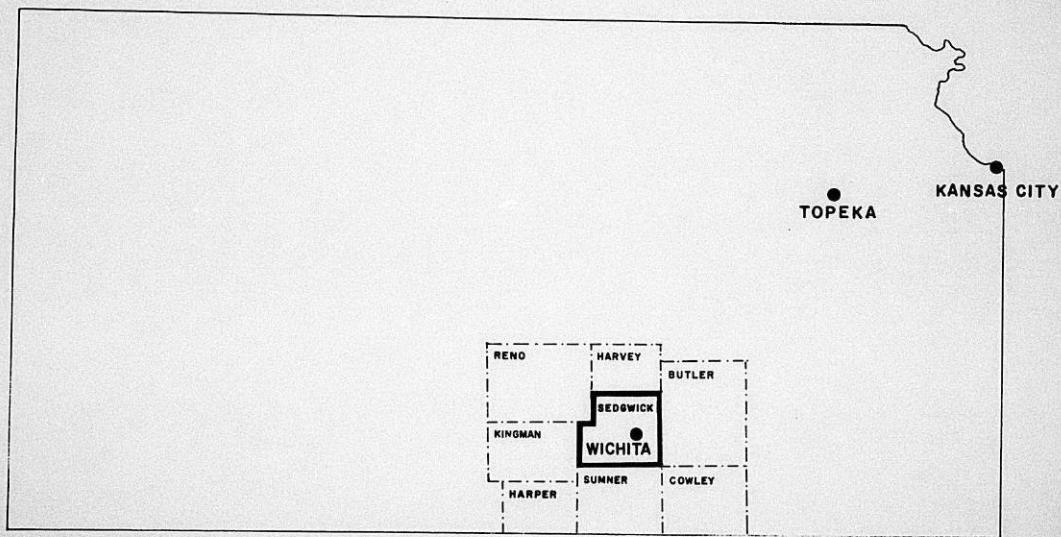 KANSAS CITY
TOPEKA
RENO
HARVEY
BUTLER
SEDGWICK
KINGMAN
WICHITA
SUMNER
COWLEY
HARPER